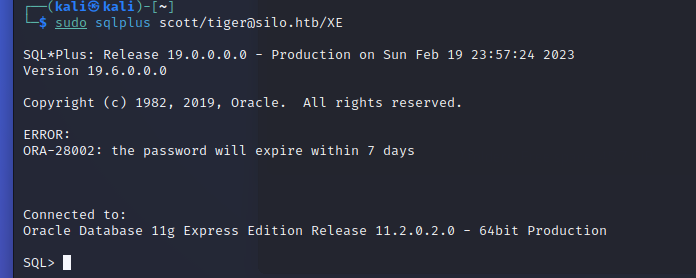 ┌──(kali㉿kali)-[~]
└─$ sudo sqlplus scott/tiger@silo.htb/XE
SQL*Plus: Release 19.0.0.0.0 - Production on Sun Feb 19 23:57:24 2023
Version 19.6.0.0.0
Copyright (c) 1982, 2019, Oracle.  All rights reserved.
ERROR:
ORA-28002: the password will expire within 7 days
Connected to:
Oracle Database 11g Express Edition Release 11.2.0.2.0 - 64bit Production
SQL>